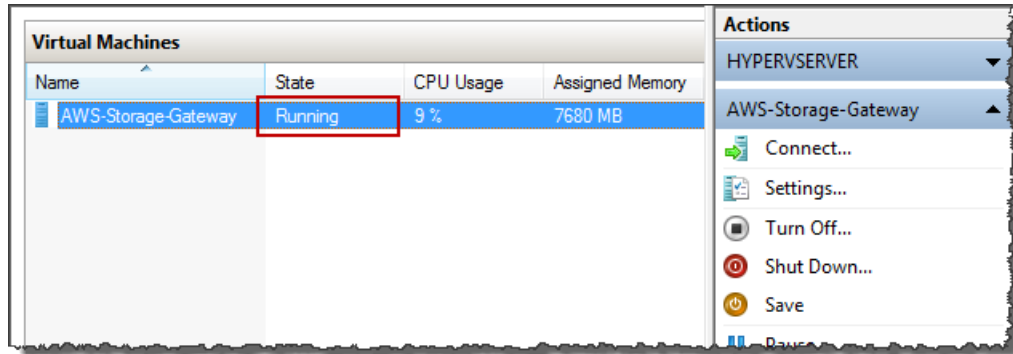 Virtual Machines
Name State CPU Usage Assigned Memory
AWS-Storage-Gateway Running 9 % 7680 MB
Actions
HYPERVSERVER
AWS-Storage-Gateway
Connect...
Settings...
Turn Off...
Shut Down...
Save
Pause